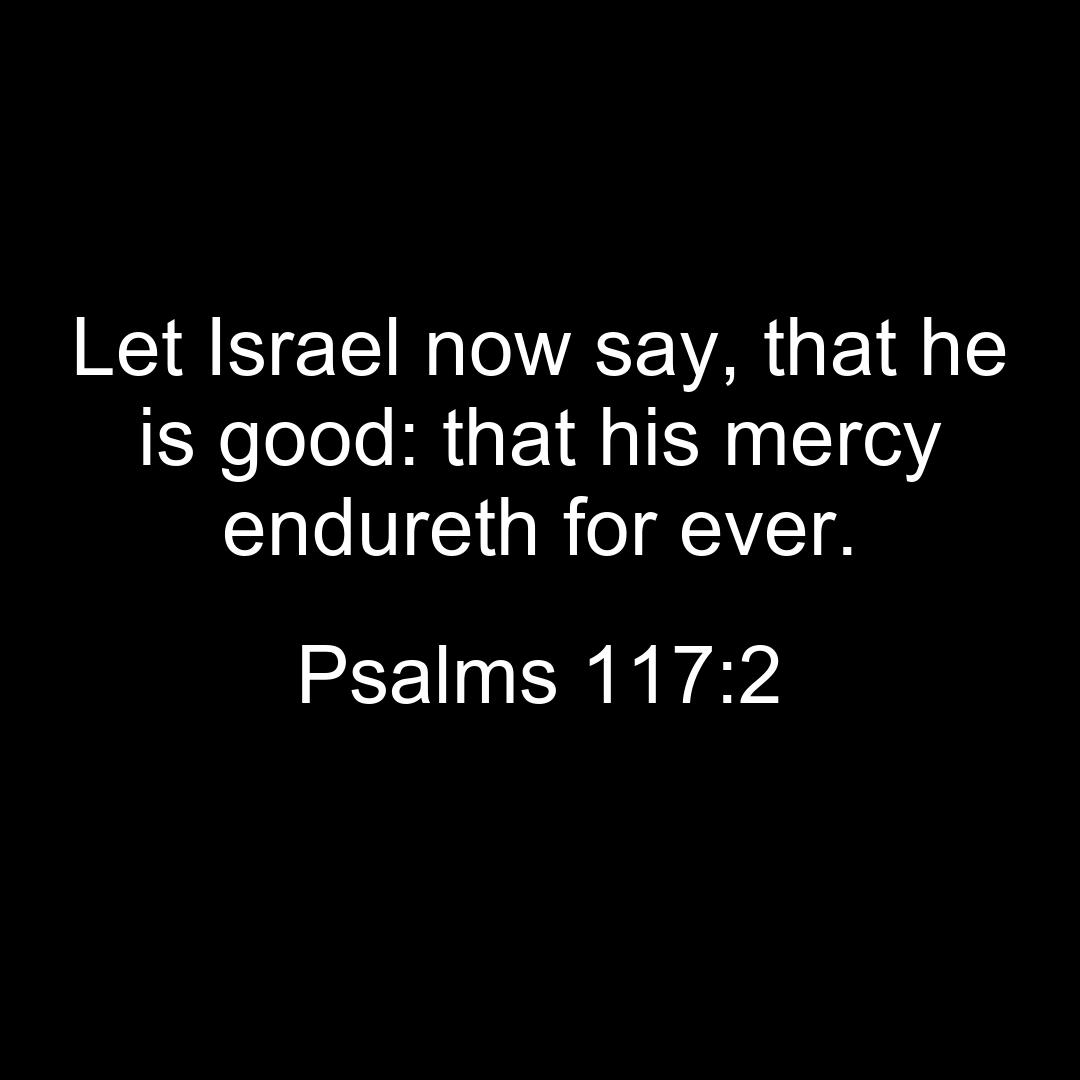 Let Israel now say, that he
is good: that his mercy
endureth for ever.
Psalms 117:2